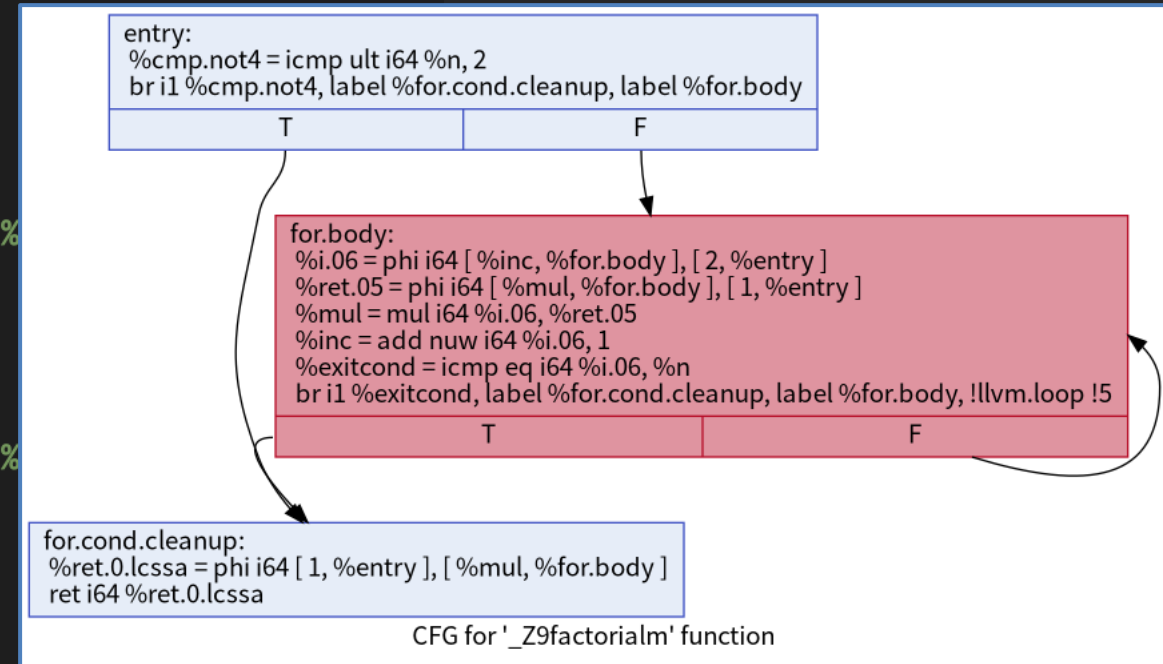 entry:
%cmp.not4 = icmp ult i64 %n, 2
br i1 %cmp.not4, label %for.cond.cleanup, label %for.body
T
F
%
for.body:
%i.06 = phi i64 [ %inc, %for.body ], [ 2, %entry ]
%ret.05 = phi i64 [ %mul, %for.body ], [ 1, %entry ]
%mul = mul i64 %i.06, %ret.05
%inc = add nuw i64 %i.06, 1
%exitcond = icmp eq i64 %i.06, %n
br i1 %exitcond, label %for.cond.cleanup, label %for.body, !llvm.loop !5
T
F
%
for.cond.cleanup:
%ret.0.lcssa = phi i64 [ 1, %entry ], [ %mul, %for.body ]
ret i64 %ret.0.lcssa
CFG for '_Z9factorialm' function